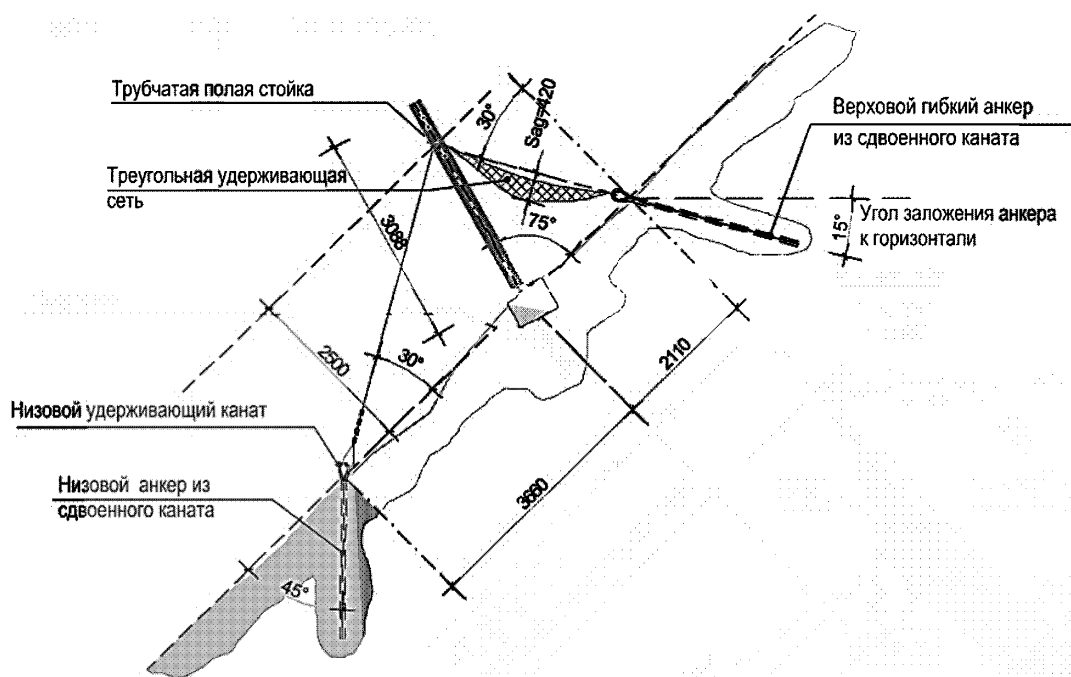 Трубчатая полая стойка
30°
Sag=420
Верховой гибкий анкер
из сдвоенного каната
Треугольная удерживающая
сеть
3088
75°
Угол заложения анкера
к горизонтали
15°
2500
30°
2110
Низовой удерживающий канат
Низовой анкер из
сдвоенного каната
3660
45°